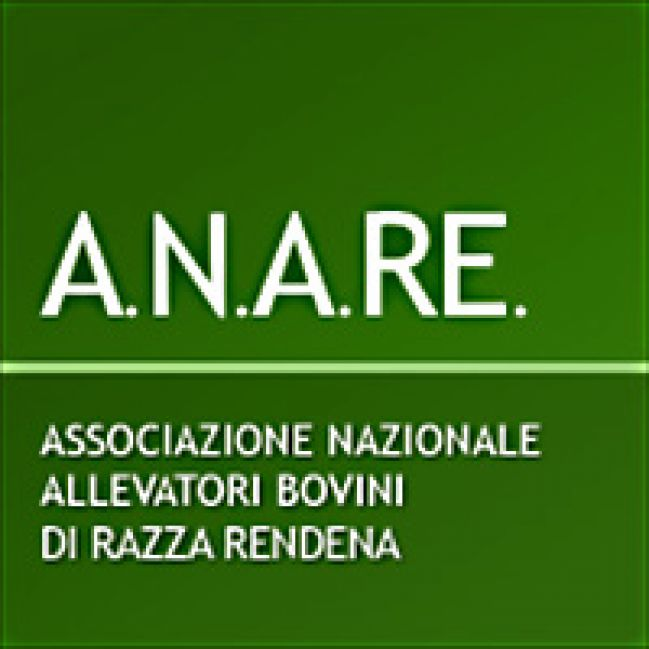 A.N.A.RE.
ASSOCIAZIONE NAZIONALE
ALLEVATORI BOVINI
DI RAZZA RENDENA